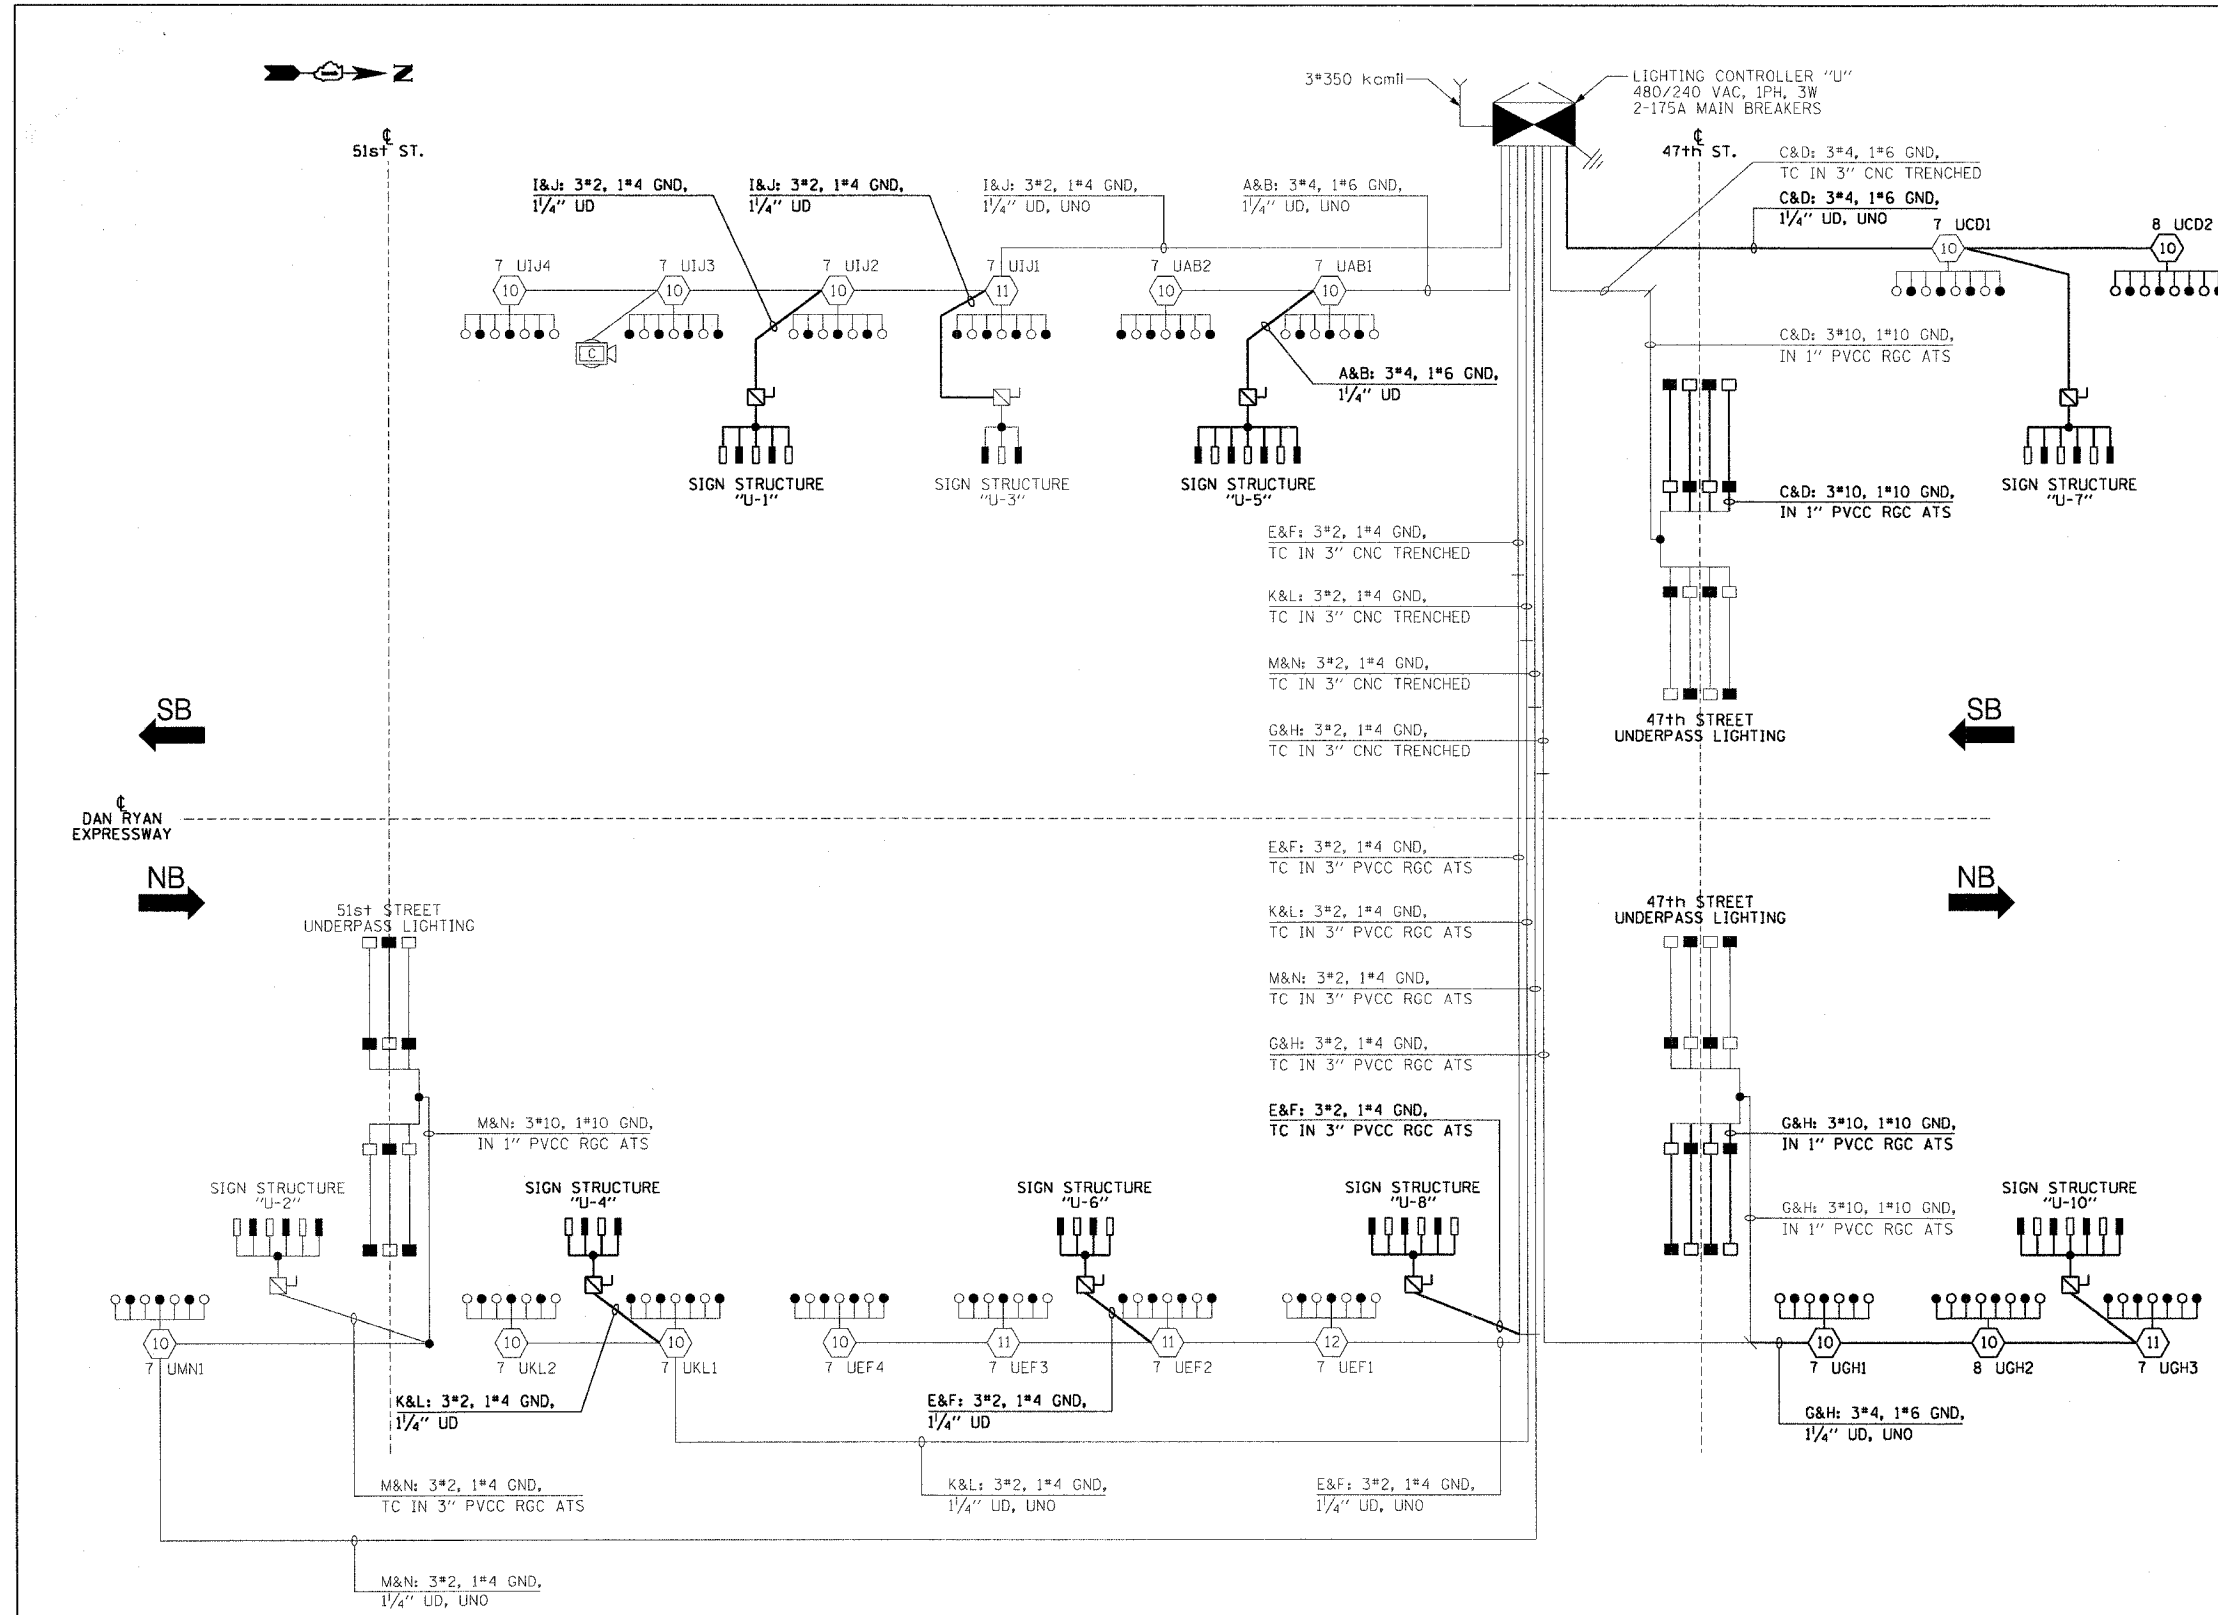 N
3#350 kcmil
LIGHTING CONTROLLER "U"
480/240 VAC, 1PH, 3W
2-175A MAIN BREAKERS
℄
51st ST.
℄
47th ST.
C&D: 3#4, 1#6 GND,
TC IN 3" CNC TRENCHED
C&D: 3#4, 1#6 GND,
1¼" UD, UNO
I&J: 3#2, 1#4 GND,
1¼" UD
I&J: 3#2, 1#4 GND,
1¼" UD
I&J: 3#2, 1#4 GND,
1¼" UD, UNO
A&B: 3#4, 1#6 GND,
1¼" UD, UNO
7 UCD1
10
8 UCD2
10
7 UIJ4
10
7 UIJ3
10
7 UIJ2
10
7 UIJ1
11
7 UAB2
10
7 UAB1
10
C
C&D: 3#10, 1#10 GND,
IN 1" PVCC RGC ATS
A&B: 3#4, 1#6 GND,
1¼" UD
SIGN STRUCTURE
"U-1"
SIGN STRUCTURE
"U-3"
SIGN STRUCTURE
"U-5"
SIGN STRUCTURE
"U-7"
C&D: 3#10, 1#10 GND,
IN 1" PVCC RGC ATS
E&F: 3#2, 1#4 GND,
TC IN 3" CNC TRENCHED
K&L: 3#2, 1#4 GND,
TC IN 3" CNC TRENCHED
M&N: 3#2, 1#4 GND,
TC IN 3" CNC TRENCHED
G&H: 3#2, 1#4 GND,
TC IN 3" CNC TRENCHED
SB
47th STREET
UNDERPASS LIGHTING
SB
℄
DAN RYAN
EXPRESSWAY
NB
E&F: 3#2, 1#4 GND,
TC IN 3" PVCC RGC ATS
K&L: 3#2, 1#4 GND,
TC IN 3" PVCC RGC ATS
M&N: 3#2, 1#4 GND,
TC IN 3" PVCC RGC ATS
G&H: 3#2, 1#4 GND,
TC IN 3" PVCC RGC ATS
E&F: 3#2, 1#4 GND,
TC IN 3" PVCC RGC ATS
51st STREET
UNDERPASS LIGHTING
47th STREET
UNDERPASS LIGHTING
NB
M&N: 3#10, 1#10 GND,
IN 1" PVCC RGC ATS
G&H: 3#10, 1#10 GND,
IN 1" PVCC RGC ATS
G&H: 3#10, 1#10 GND,
IN 1" PVCC RGC ATS
SIGN STRUCTURE
"U-2"
SIGN STRUCTURE
"U-4"
SIGN STRUCTURE
"U-6"
SIGN STRUCTURE
"U-8"
SIGN STRUCTURE
"U-10"
10
7 UMN1
10
7 UKL2
10
7 UKL1
10
7 UEF4
11
7 UEF3
11
7 UEF2
12
7 UEF1
10
7 UGH1
10
8 UGH2
11
7 UGH3
K&L: 3#2, 1#4 GND,
1¼" UD
E&F: 3#2, 1#4 GND,
1¼" UD
G&H: 3#4, 1#6 GND,
1¼" UD, UNO
M&N: 3#2, 1#4 GND,
TC IN 3" PVCC RGC ATS
K&L: 3#2, 1#4 GND,
1¼" UD, UNO
E&F: 3#2, 1#4 GND,
1¼" UD, UNO
M&N: 3#2, 1#4 GND,
1¼" UD, UNO